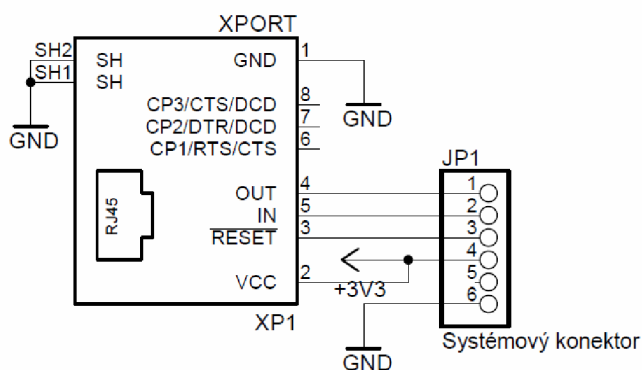 XPORT
SH2
SH1
SH
SH
GND
1
GND
GND
CP3/CTS/DCD
8
CP2/DTR/DCD
7
CP1/RTS/CTS
6
RJ45
OUT
4
IN
5
RESET
3
VCC
2
XP1
+3V3
GND
JP1
1
2
3
4
5
6
Systémový konektor